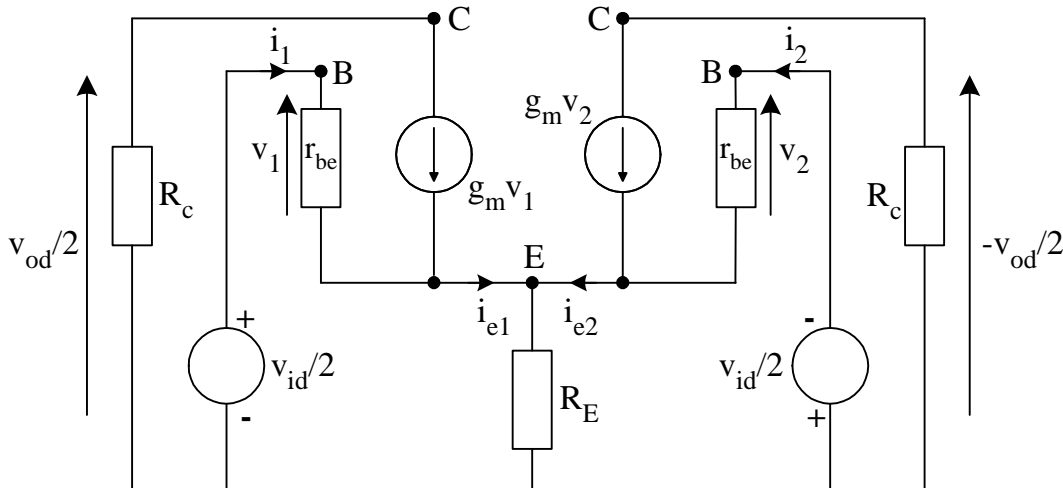 C C
i1 i2
B B
gmv2
v1 rbe rbe v2
Rc gmv1 Rc
vod/2 E -vod/2
ie1 ie2
+ -
vid/2 vid/2
RE
- +